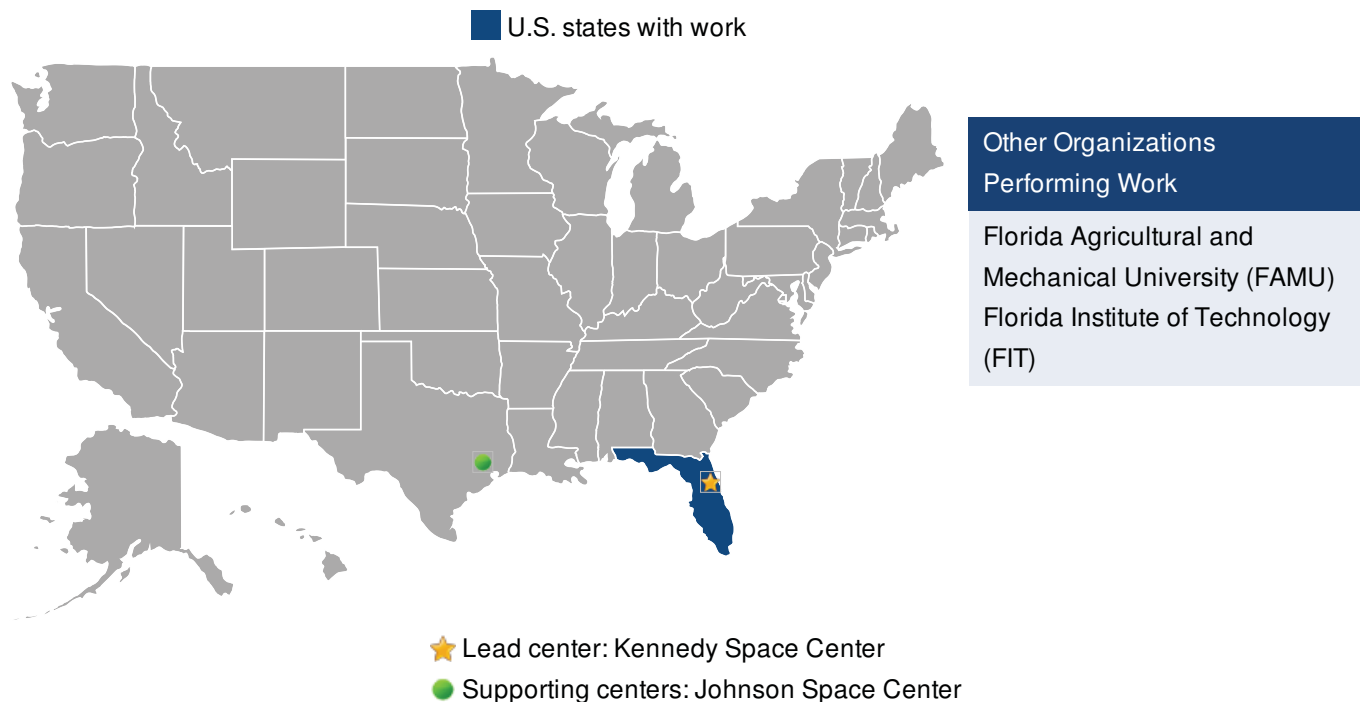 U.S. states with work
Other Organizations
Performing Work
Florida Agricultural and
Mechanical University (FAMU)
Florida Institute of Technology
(FIT)
Lead center: Kennedy Space Center
Supporting centers: Johnson Space Center